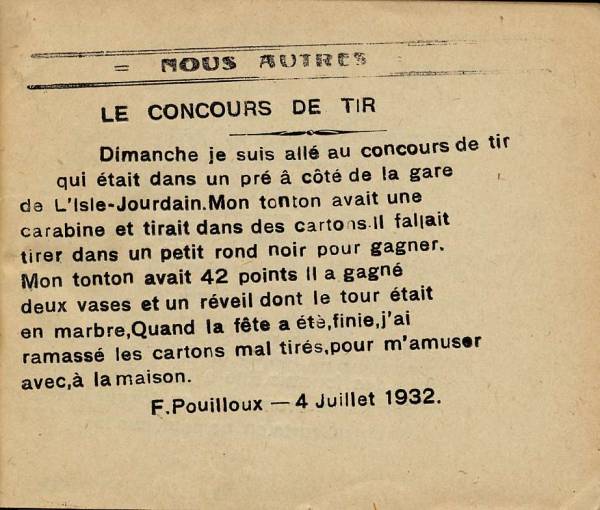 = NOUS AUTRES
LE CONCOURS DE TIR
Dimanche je suis allé au concours de tir
qui était dans un pré â côté de la gare
de L'Isle-Jourdain.Mon tonton avait une
carabine et tirait dans des cartons.Il fallait
tirer dans un petit rond noir pour gagner.
Mon tonton avait 42 points Il a gagné
deux vases et un réveil dont le tour était
en marbre,Quand la fête a étè,finie,j'ai
ramassé les cartons mal tirés,pour m'amuser
avec,à la maison.
F.Pouilloux — 4 Juillet 1932.